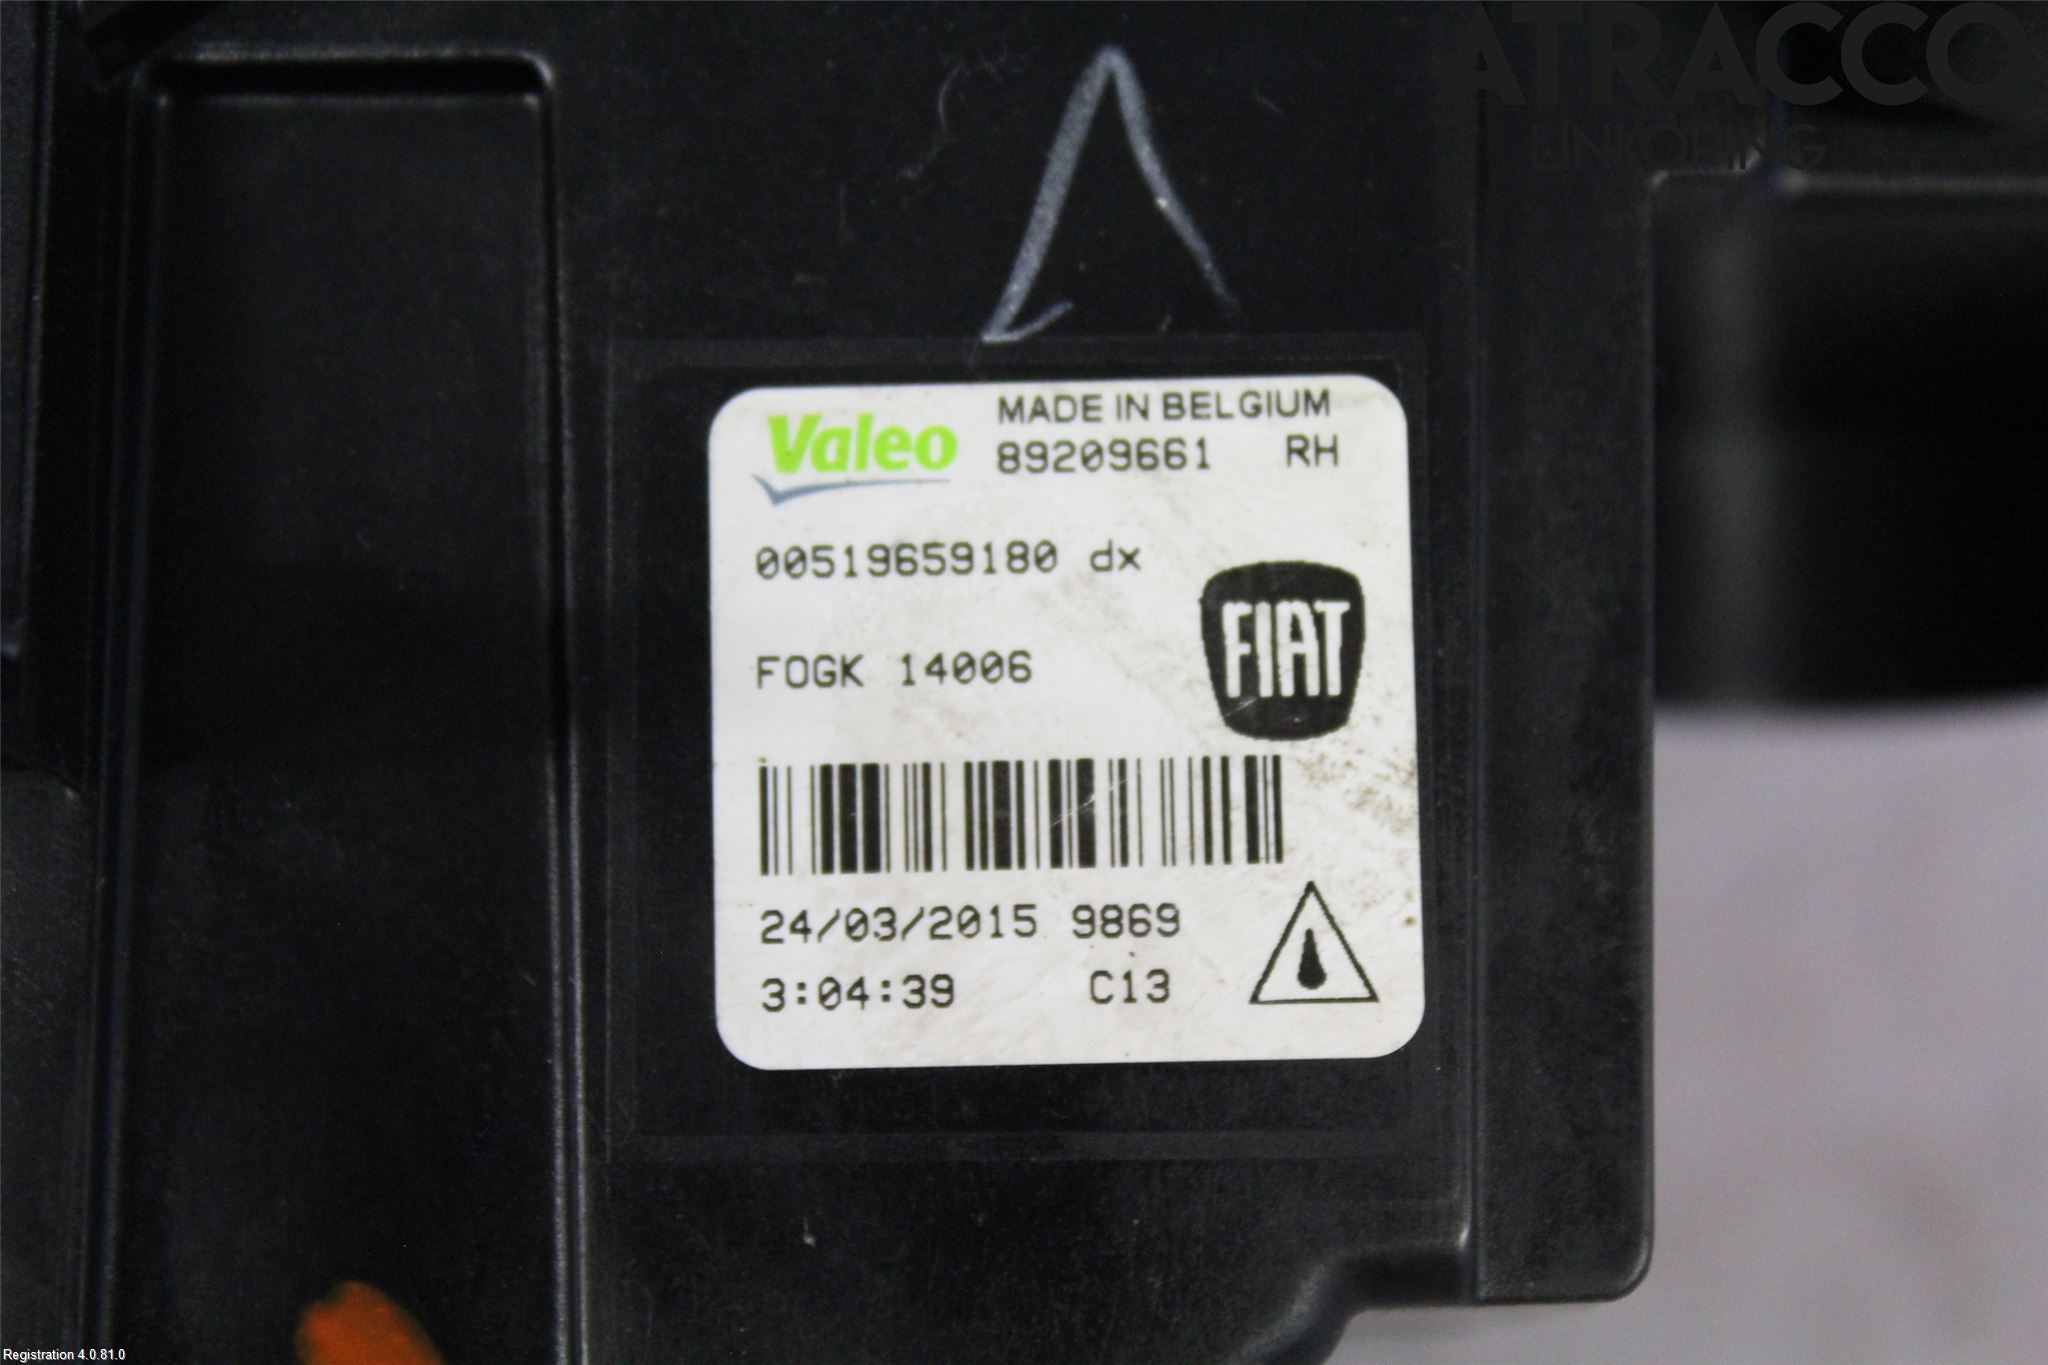 ATRACCO
LINKÖPING
Valeo
MADE IN BELGIUM
89209661 RH
00519659180 dx
FIAT
FOGK 14006
24/03/2015 9869
3:04:39 C13
Registration 4.0.81.0